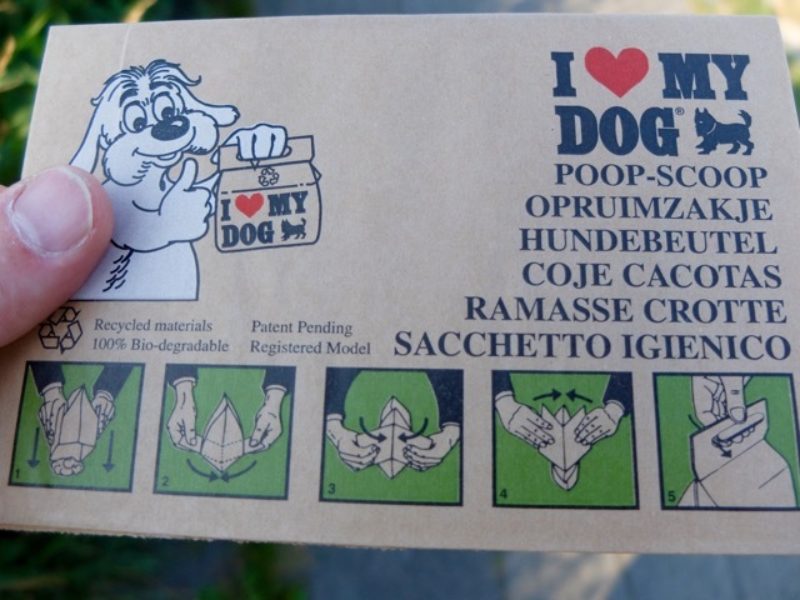 I ❤ MY
DOG®
I ❤ MY
DOG
POOP-SCOOP
OPRUIMZAKJE
HUNDEBEUTEL
COJE CACOTAS
RAMASSE CROTTE
SACCHETTO IGIENICO
Recycled materials
100% Bio-degradable
Patent Pending
Registered Model
1
2
3
4
5